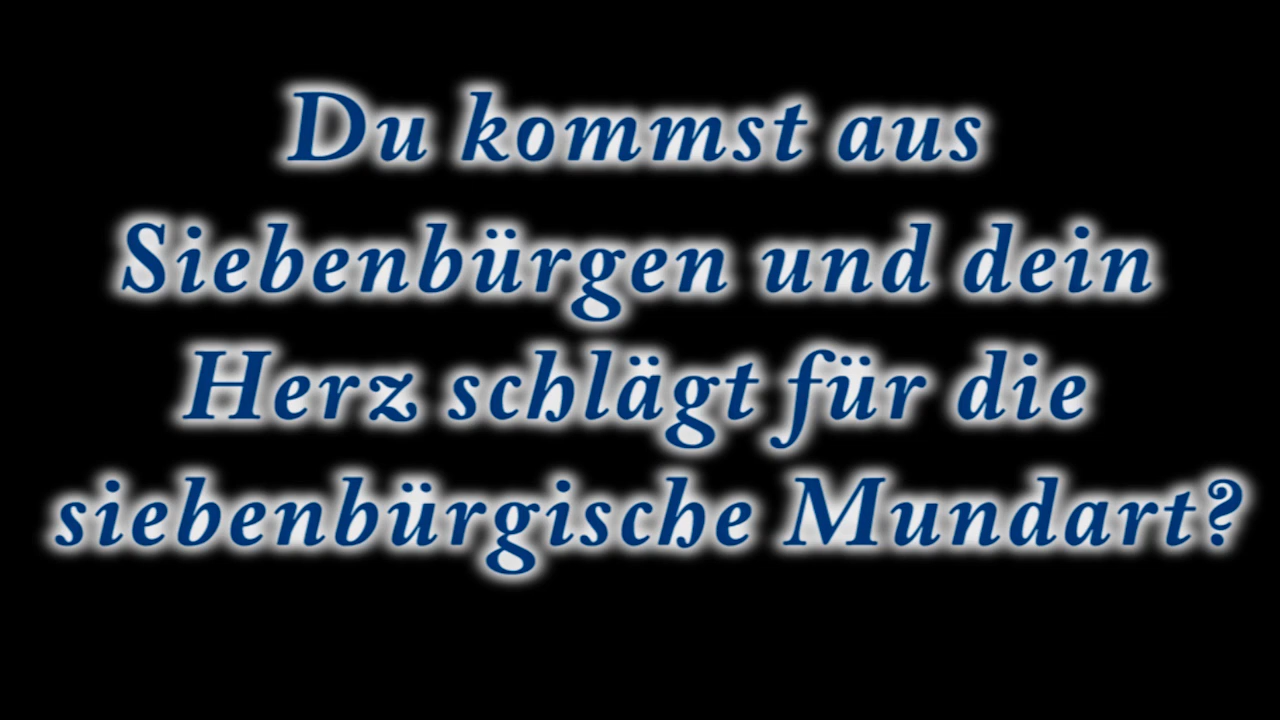 Du kommst aus
Siebenbürgen und dein
Herz schlägt für die
siebenbürgische Mundart?